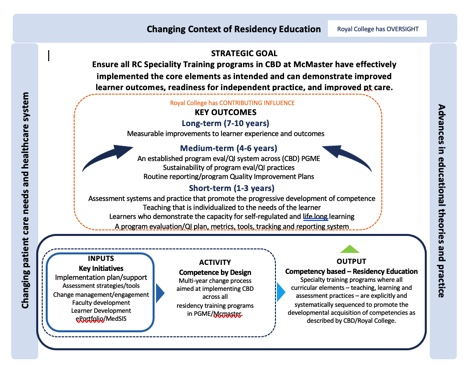 Changing Context of Residency Education
Royal College has OVERSIGHT
STRATEGIC GOAL
Ensure all RC Speciality Training programs in CBD at McMaster have effectively
implemented the core elements as intended and can demonstrate improved
learner outcomes, readiness for independent practice, and improved pt care.
Royal College has CONTRIBUTING INFLUENCE
KEY OUTCOMES
Long-term (7-10 years)
Measurable improvements to learner experience and outcomes
Medium-term (4-6 years)
An established program eval/QI system across (CBD) PGME
Sustainability of program eval/QI practices
Routine reporting/program Quality Improvement Plans
Short-term (1-3 years)
Assessment systems and practice that promote the progressive development of competence
Teaching that is individualized to the needs of the learner
Learners who demonstrate the capacity for self-regulated and life long learning
A program evaluation/QI plan, metrics, tools, tracking and reporting system
Changing patient care needs and healthcare system
Advances in educational theories and practice
INPUTS
Key Initiatives
Implementation plan/support
Assessment strategies/tools
Change management/engagement
Faculty development
Learner Development
ePortfolio/MedSIS
ACTIVITY
Competence by Design
Multi-year change process
aimed at implementing CBD
across all
residency training programs
in PGME/Mcmaster.
OUTPUT
Competency based – Residency Education
Specialty training programs where all
curricular elements – teaching, learning and
assessment practices – are explicitly and
systematically sequenced to promote the
developmental acquisition of competencies as
described by CBD/Royal College.